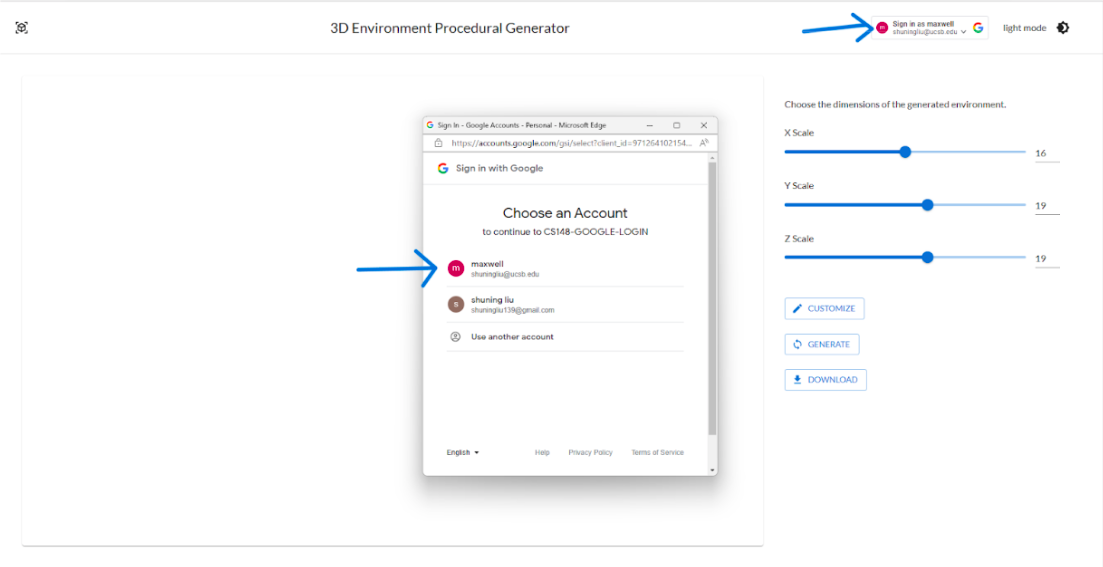 3D Environment Procedural Generator
m
Sign in as maxwell
shuningliu@ucsb.edu
light mode
Choose the dimensions of the generated environment.
X Scale
16
Y Scale
19
Z Scale
19
CUSTOMIZE
GENERATE
DOWNLOAD
G Sign In - Google Accounts - Personal - Microsoft Edge
https://accounts.google.com/gsi/select?client_id=971264102154...
G Sign in with Google
Choose an Account
to continue to CS148-GOOGLE-LOGIN
m
maxwell
shuningliu@ucsb.edu
s
shuning liu
shuningliu139@gmail.com
Use another account
English
Help
Privacy Policy
Terms of Service